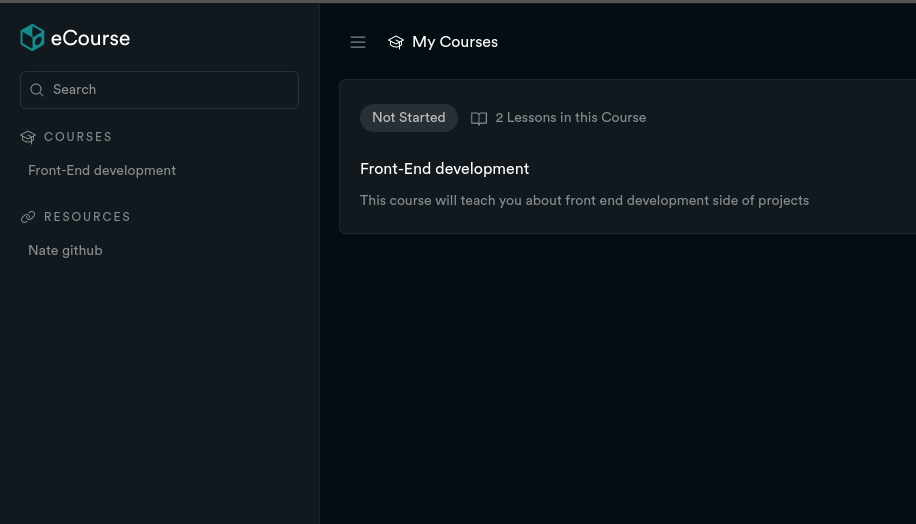 eCourse
Search
COURSES
Front-End development
RESOURCES
Nate github
My Courses
Not Started
2 Lessons in this Course
Front-End development
This course will teach you about front end development side of projects